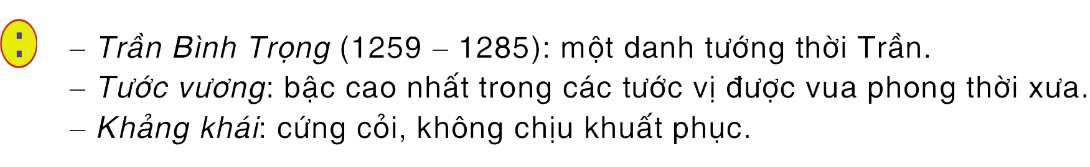 : – Trần Bình Trọng (1259 – 1285): một danh tướng thời Trần.
– Tước vương: bậc cao nhất trong các tước vị được vua phong thời xưa.
– Khảng khái: cứng cỏi, không chịu khuất phục.